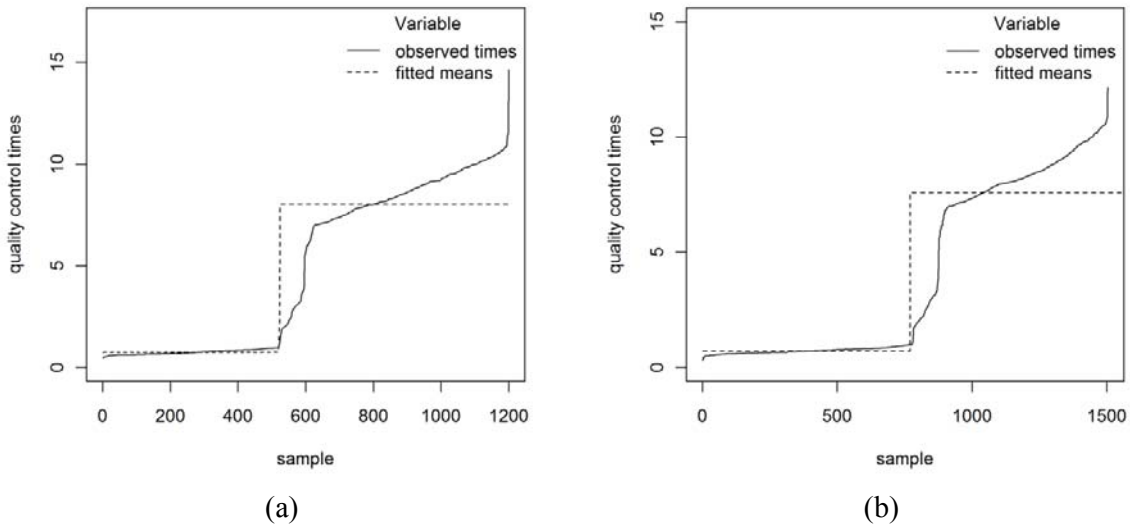 Variable
observed times
fitted means
quality control times
15
10
5
0
0 200 400 600 800 1000 1200
sample
(a)
Variable
observed times
fitted means
quality control times
15
10
5
0
0 500 1000 1500
sample
(b)